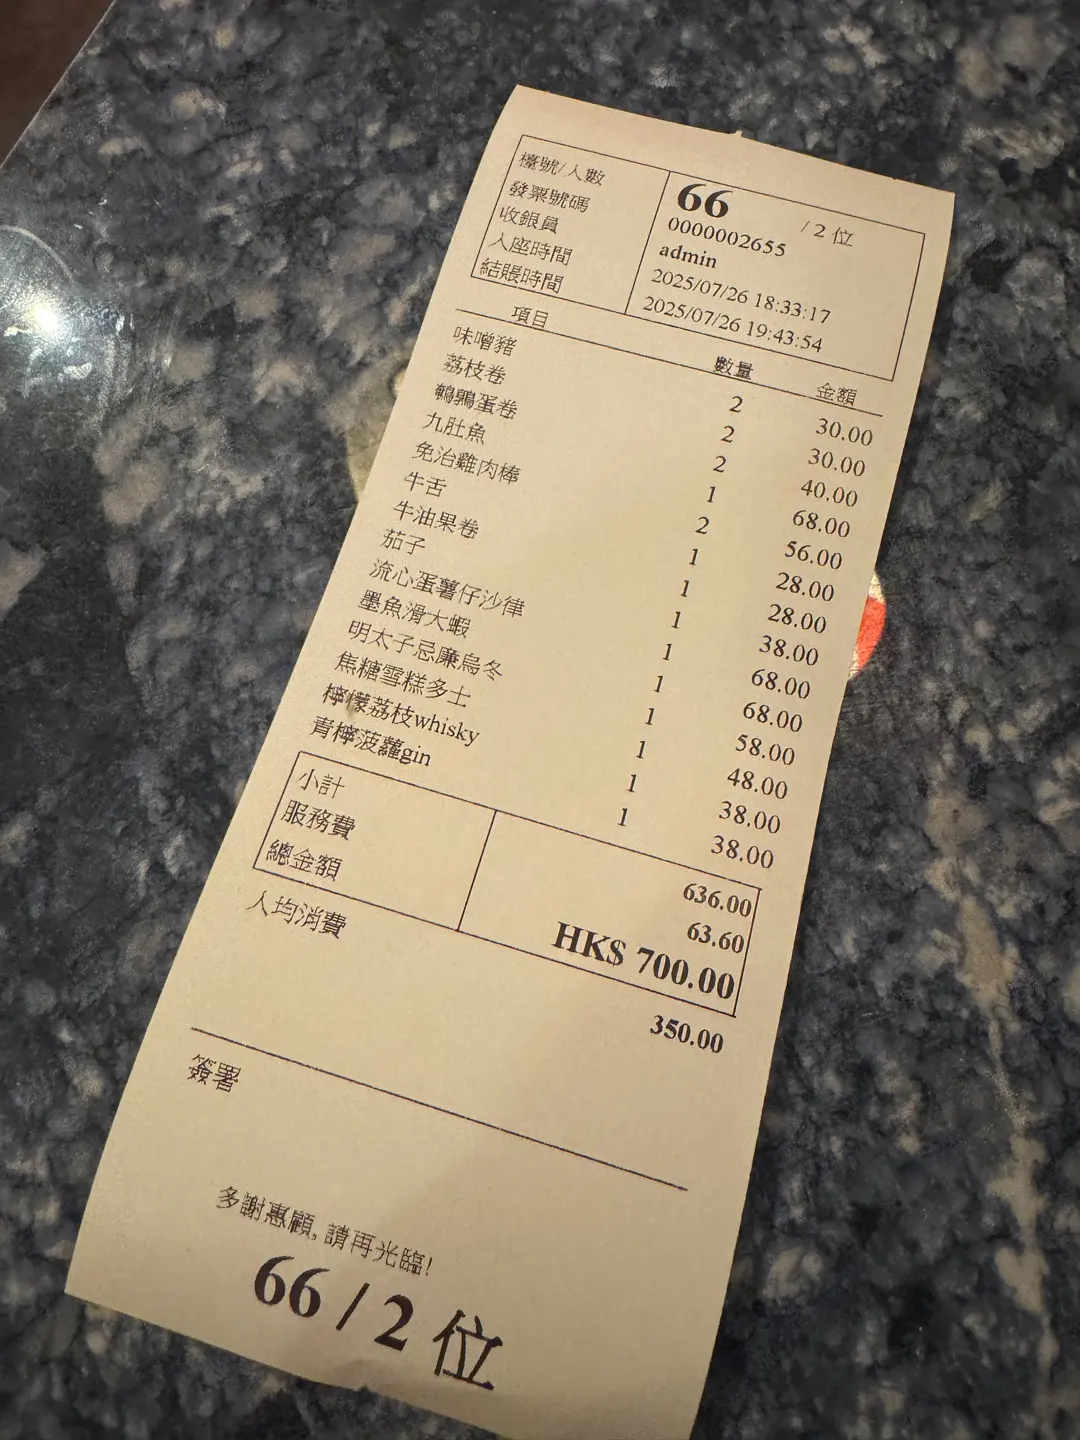 檯號/人數 66 / 2 位
發票號碼 0000002655
收銀員 admin
入座時間 2025/07/26 18:33:17
結賬時間 2025/07/26 19:43:54
項目 數量 金額
味噌豬 2 30.00
荔枝卷 2 30.00
鵪鶉蛋卷 2 40.00
九肚魚 1 68.00
免治雞肉棒 2 56.00
牛舌 1 28.00
牛油果卷 1 28.00
茄子 1 38.00
流心蛋薯仔沙律 1 68.00
墨魚滑大蝦 1 68.00
明太子忌廉烏冬 1 58.00
焦糖雪糕多士 1 48.00
檸檬荔枝whisky 1 38.00
青檸菠蘿gin 1 38.00
小計 636.00
服務費 63.60
總金額 HK$ 700.00
人均消費 350.00
簽署
多謝惠顧, 請再光臨!
66 / 2 位